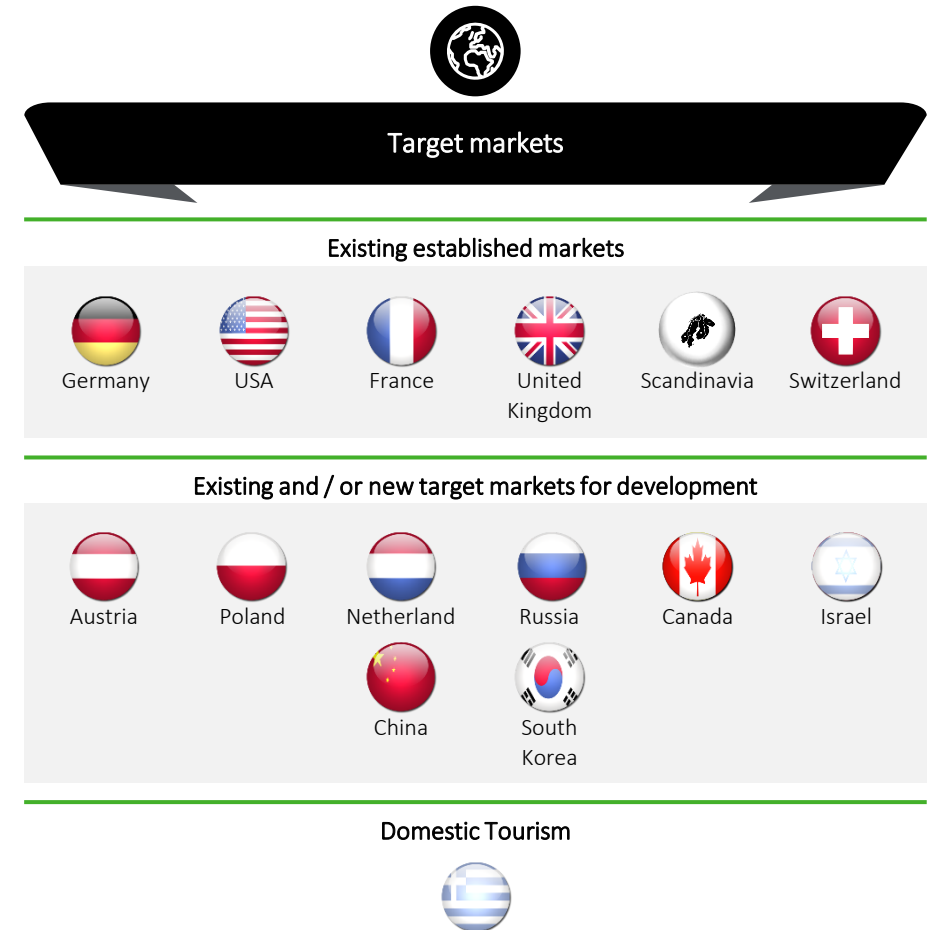 Target markets
Existing established markets
Germany
USA
France
United
Kingdom
Scandinavia
Switzerland
Existing and / or new target markets for development
Austria
Poland
Netherland
Russia
Canada
Israel
China
South
Korea
Domestic Tourism